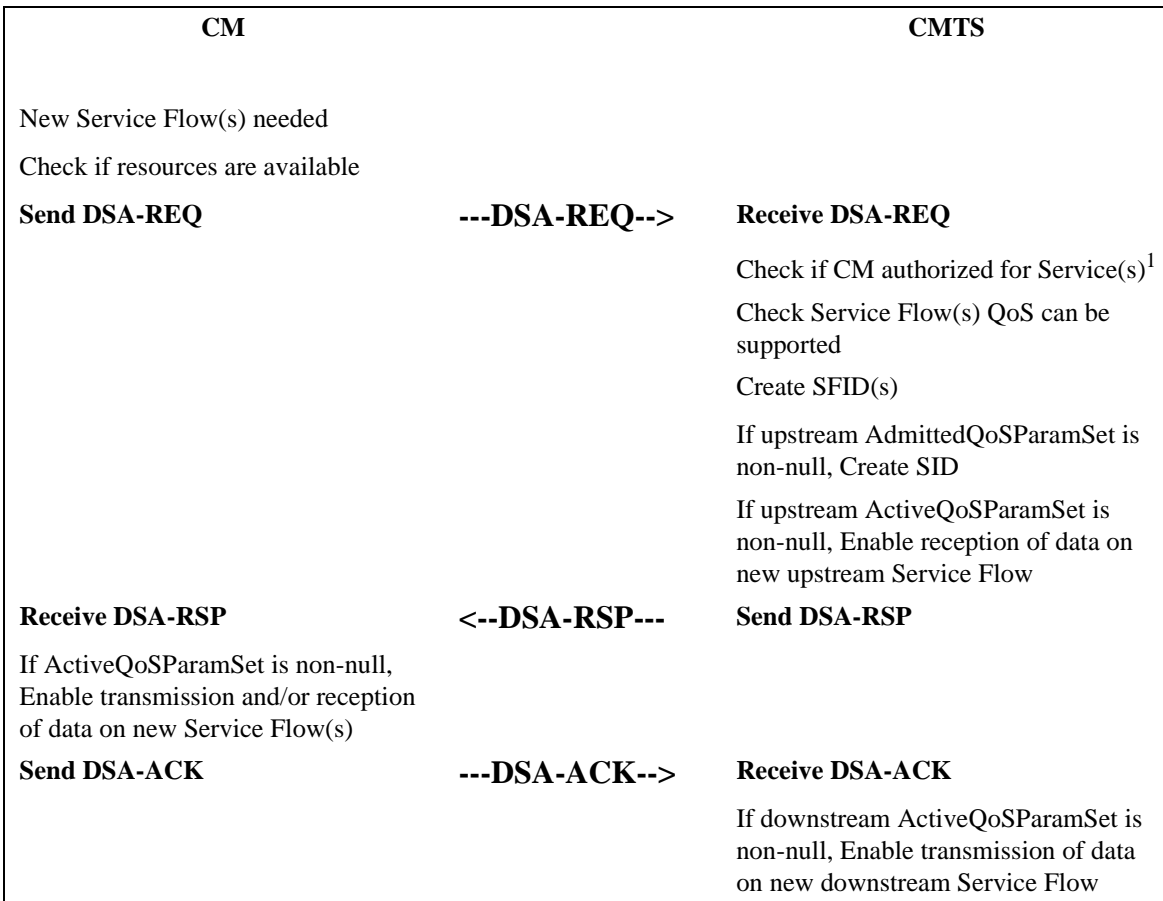 CM CMTS
New Service Flow(s) needed
Check if resources are available
Send DSA-REQ ---DSA-REQ--> Receive DSA-REQ
Check if CM authorized for Service(s)1
Check Service Flow(s) QoS can be
supported
Create SFID(s)
If upstream AdmittedQoSParamSet is
non-null, Create SID
If upstream ActiveQoSParamSet is
non-null, Enable reception of data on
new upstream Service Flow
Receive DSA-RSP <--DSA-RSP--- Send DSA-RSP
If ActiveQoSParamSet is non-null,
Enable transmission and/or reception
of data on new Service Flow(s)
Send DSA-ACK ---DSA-ACK--> Receive DSA-ACK
If downstream ActiveQoSParamSet is
non-null, Enable transmission of data
on new downstream Service Flow